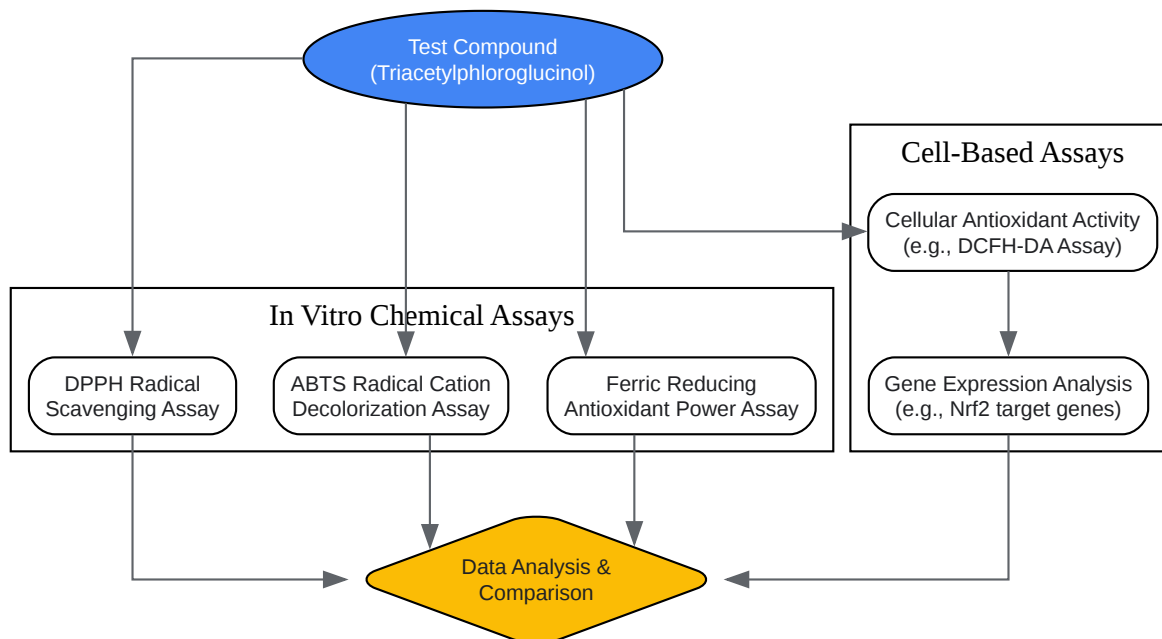 Test Compound
(Triacetylphloroglucinol)
Cell-Based Assays
Cellular Antioxidant Activity
(e.g., DCFH-DA Assay)
In Vitro Chemical Assays
DPPH Radical
Scavenging Assay
ABTS Radical Cation
Decolorization Assay
Ferric Reducing
Antioxidant Power Assay
Gene Expression Analysis
(e.g., Nrf2 target genes)
Data Analysis &
Comparison